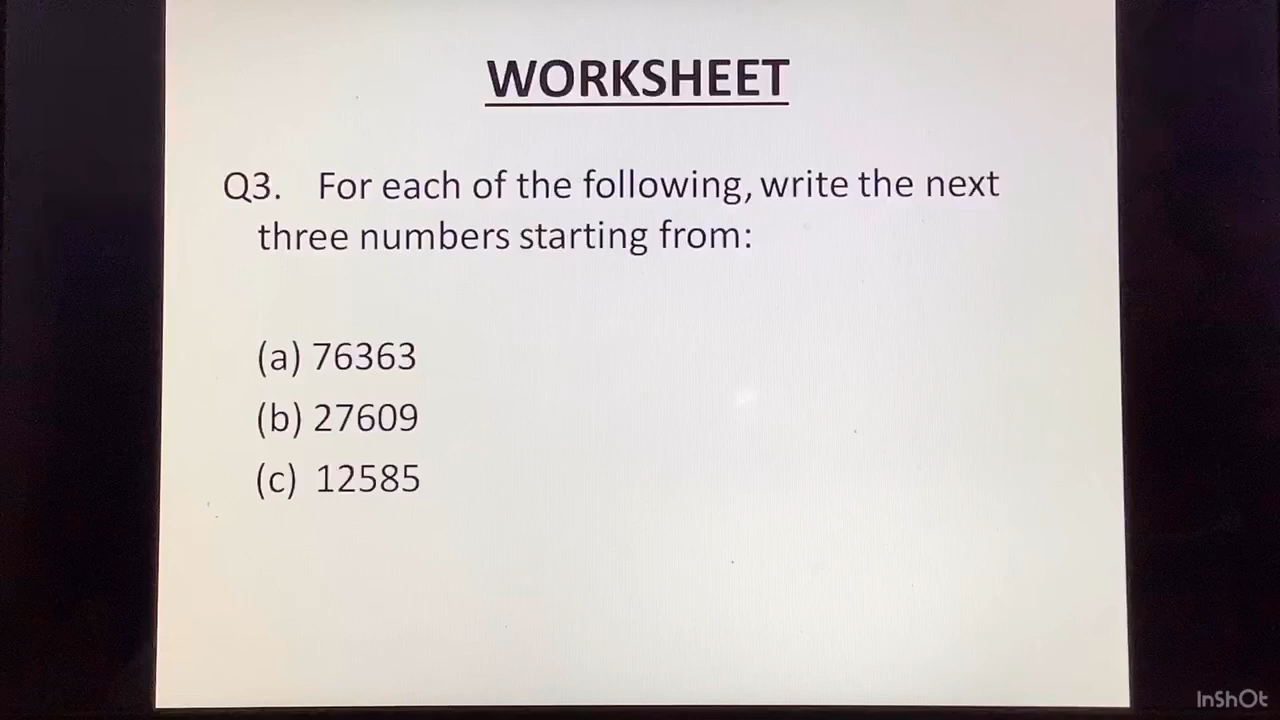 WORKSHEET
Q3. For each of the following, write the next
three numbers starting from:
(a) 76363
(b) 27609
(c) 12585
InShOt